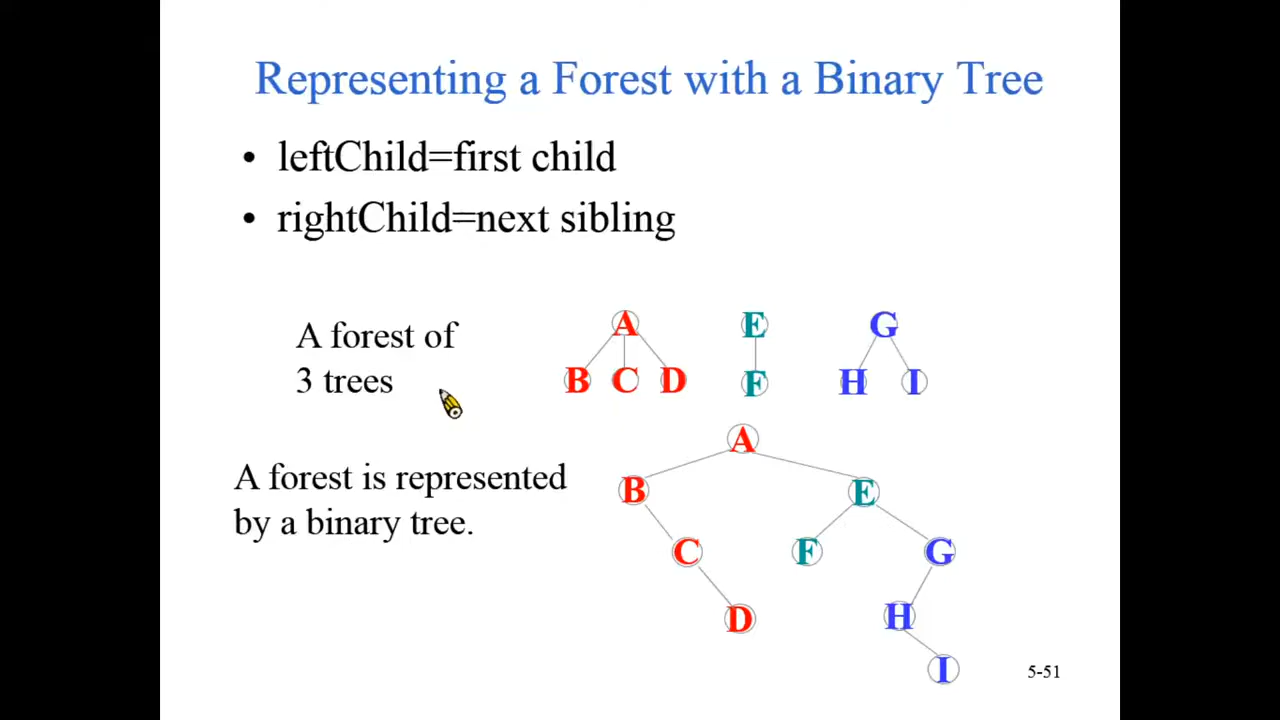 Representing a Forest with a Binary Tree
• leftChild=first child
• rightChild=next sibling
A forest of
3 trees
A E G
B C D F H I
A forest is represented
by a binary tree.
A
B E
C F G
D H
I
5-51